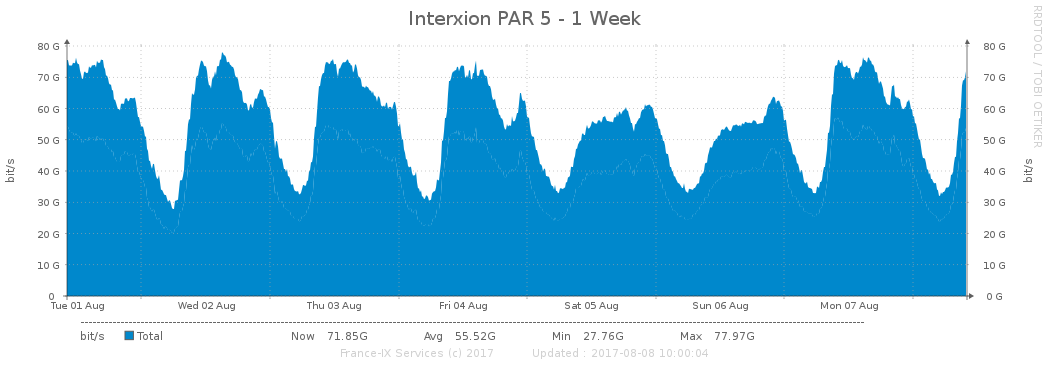 Interxion PAR 5 - 1 Week
RRDTOOL / TOBI OETIKER
80 G 80 G
70 G 70 G
60 G 60 G
50 G 50 G
40 G 40 G
30 G 30 G
20 G 20 G
10 G 10 G
0 0 G
bit/s
bit/s
Tue 01 Aug Wed 02 Aug Thu 03 Aug Fri 04 Aug Sat 05 Aug Sun 06 Aug Mon 07 Aug
bit/s Total Now 71.85G Avg 55.52G Min 27.76G Max 77.97G
France-IX Services (c) 2017 Updated : 2017-08-08 10:00:04